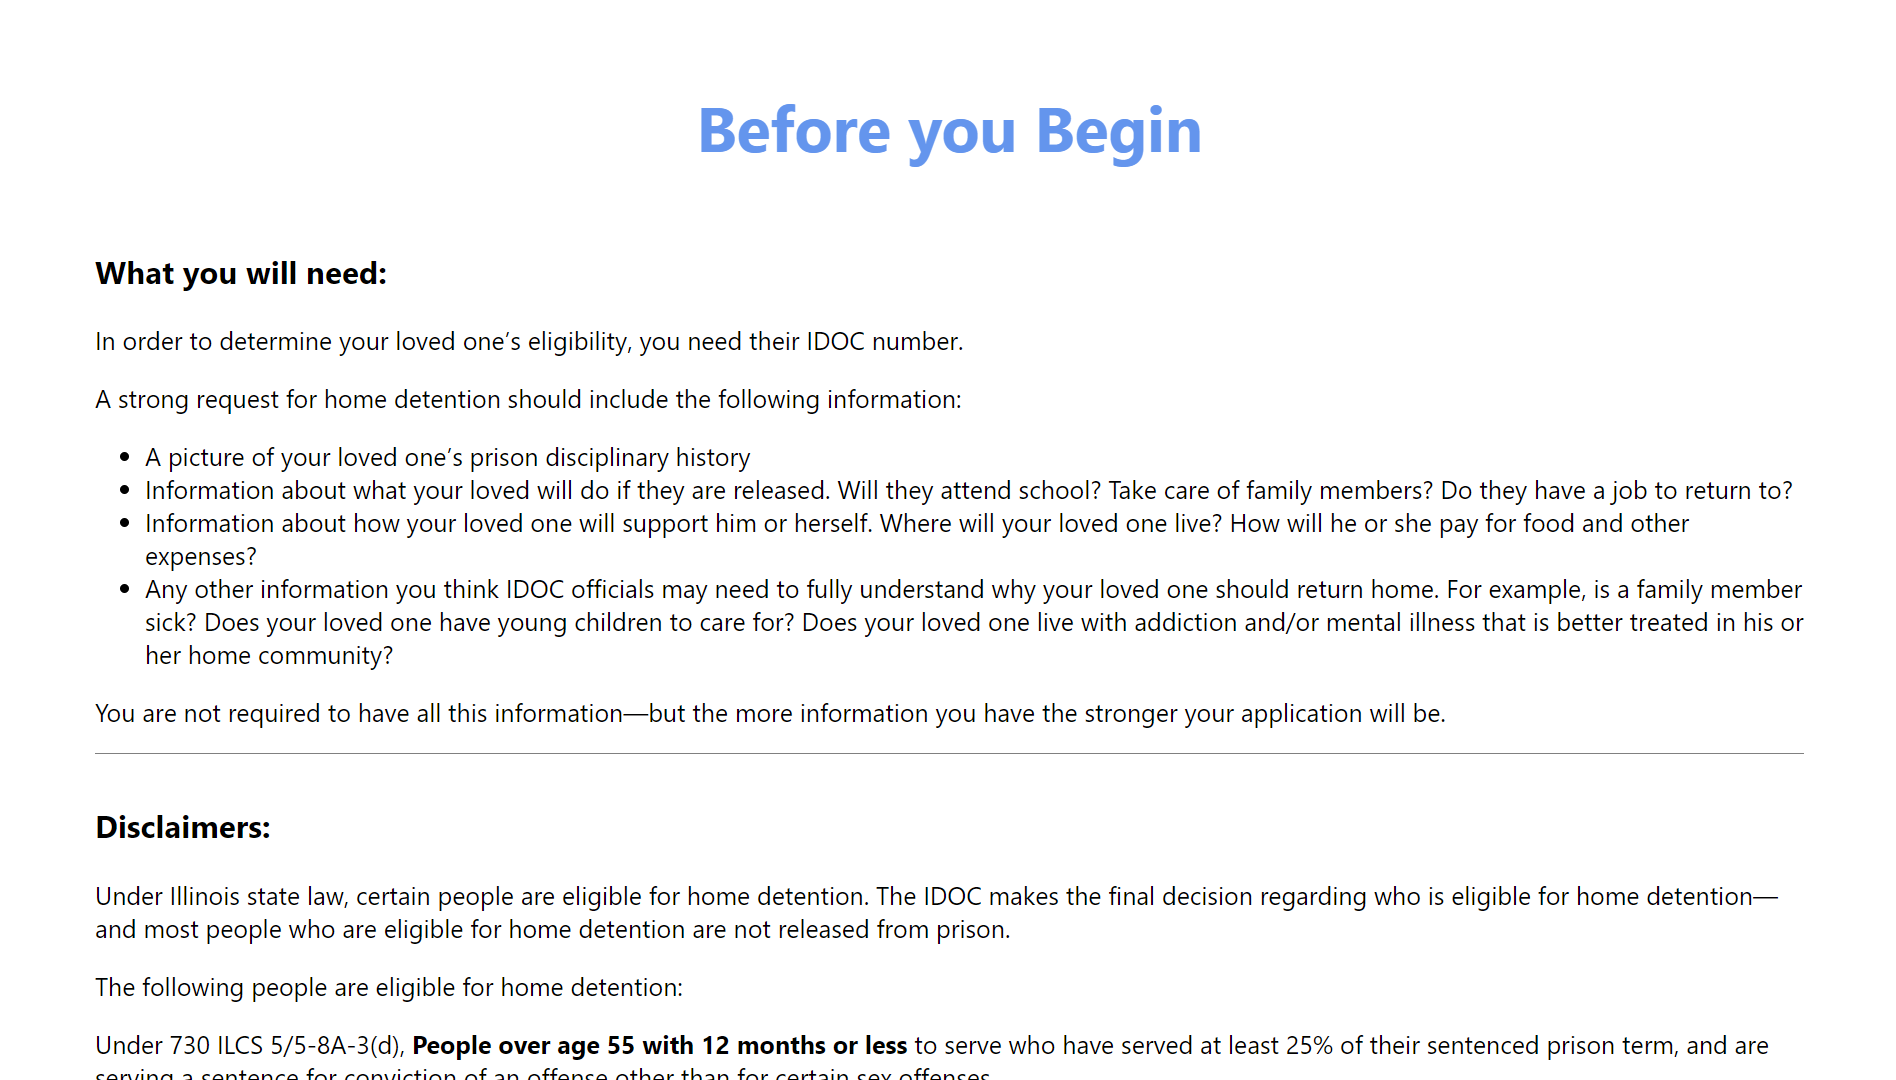 Before you Begin
What you will need:
In order to determine your loved one’s eligibility, you need their IDOC number.
A strong request for home detention should include the following information:
• A picture of your loved one’s prison disciplinary history
• Information about what your loved will do if they are released. Will they attend school? Take care of family members? Do they have a job to return to?
• Information about how your loved one will support him or herself. Where will your loved one live? How will he or she pay for food and other
expenses?
• Any other information you think IDOC officials may need to fully understand why your loved one should return home. For example, is a family member
sick? Does your loved one have young children to care for? Does your loved one live with addiction and/or mental illness that is better treated in his or
her home community?
You are not required to have all this information—but the more information you have the stronger your application will be.
Disclaimers:
Under Illinois state law, certain people are eligible for home detention. The IDOC makes the final decision regarding who is eligible for home detention—
and most people who are eligible for home detention are not released from prison.
The following people are eligible for home detention:
Under 730 ILCS 5/5-8A-3(d), People over age 55 with 12 months or less to serve who have served at least 25% of their sentenced prison term, and are
serving a sentence for conviction of an offense other than for certain sex offenses.